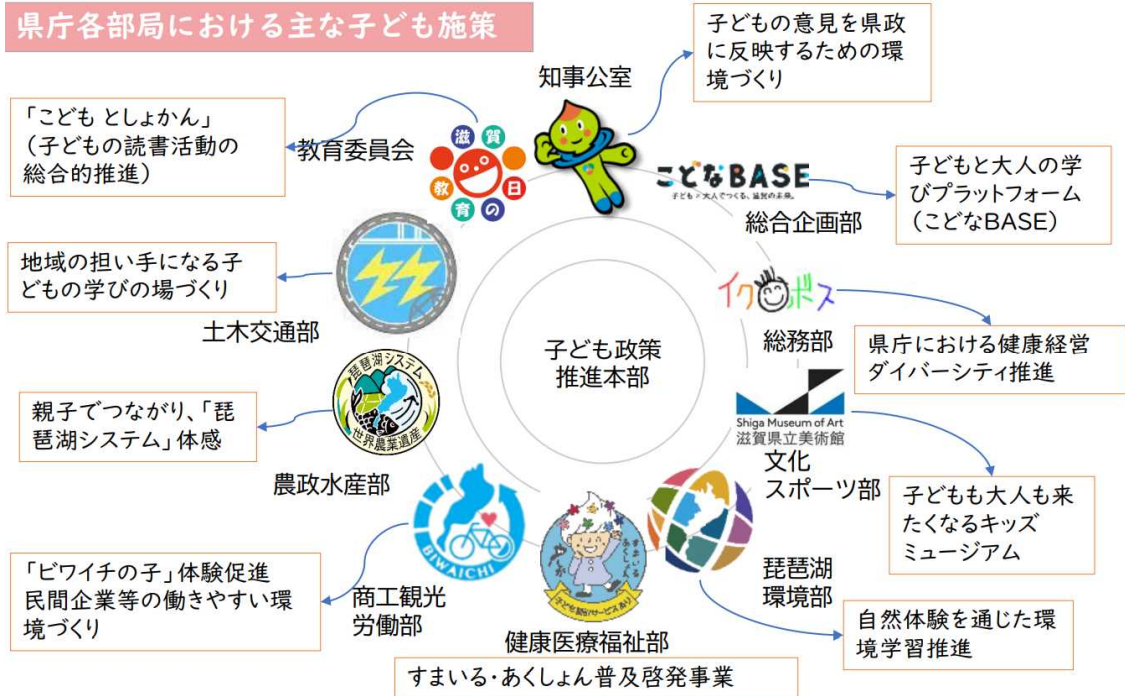 県庁各部局における主な子ども施策
知事公室
子どもの意見を県政
に反映するための環
境づくり
「こども としょかん」
(子どもの読書活動の
総合的推進)
教育委員会
滋賀
教育の日
こどなBASE
子ども×大人でつくる、滋賀の未来。
総合企画部
子どもと大人の学
びプラットフォーム
(こどなBASE)
地域の担い手になる子
どもの学びの場づくり
土木交通部
イクボス
総務部
県庁における健康経営
ダイバーシティ推進
子ども政策
推進本部
親子でつながり、「琵
琶湖システム」体感
琵琶湖システム
世界農業遺産
農政水産部
Shiga Museum of Art
滋賀県立美術館
文化
スポーツ部
子どもも大人も来
たくなるキッズ
ミュージアム
「ビワイチの子」体験促進
民間企業等の働きやすい環
境づくり
BIWAICHI
商工観光
労働部
すまいるあくしょん
健康医療福祉部
すまいる・あくしょん普及啓発事業
琵琶湖
環境部
自然体験を通じた環
境学習推進